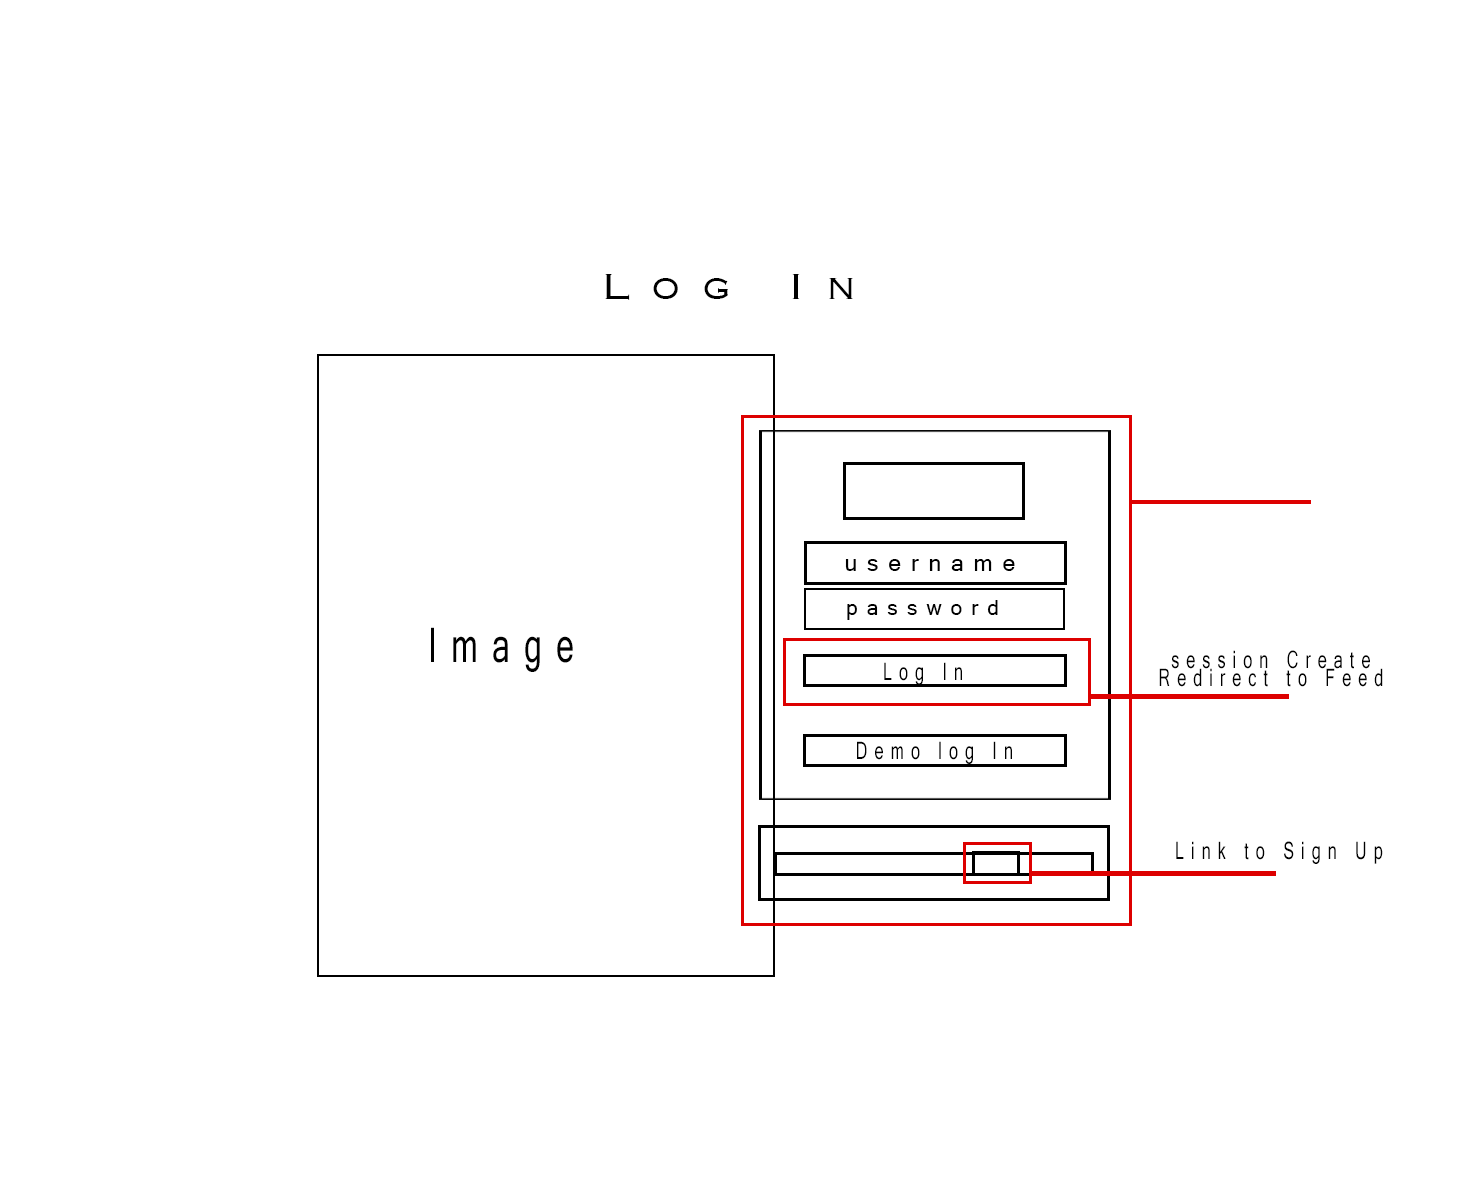 Log In
username
password
Image
session Create
Redirect to Feed
Log In
Demo log In
Link to Sign Up